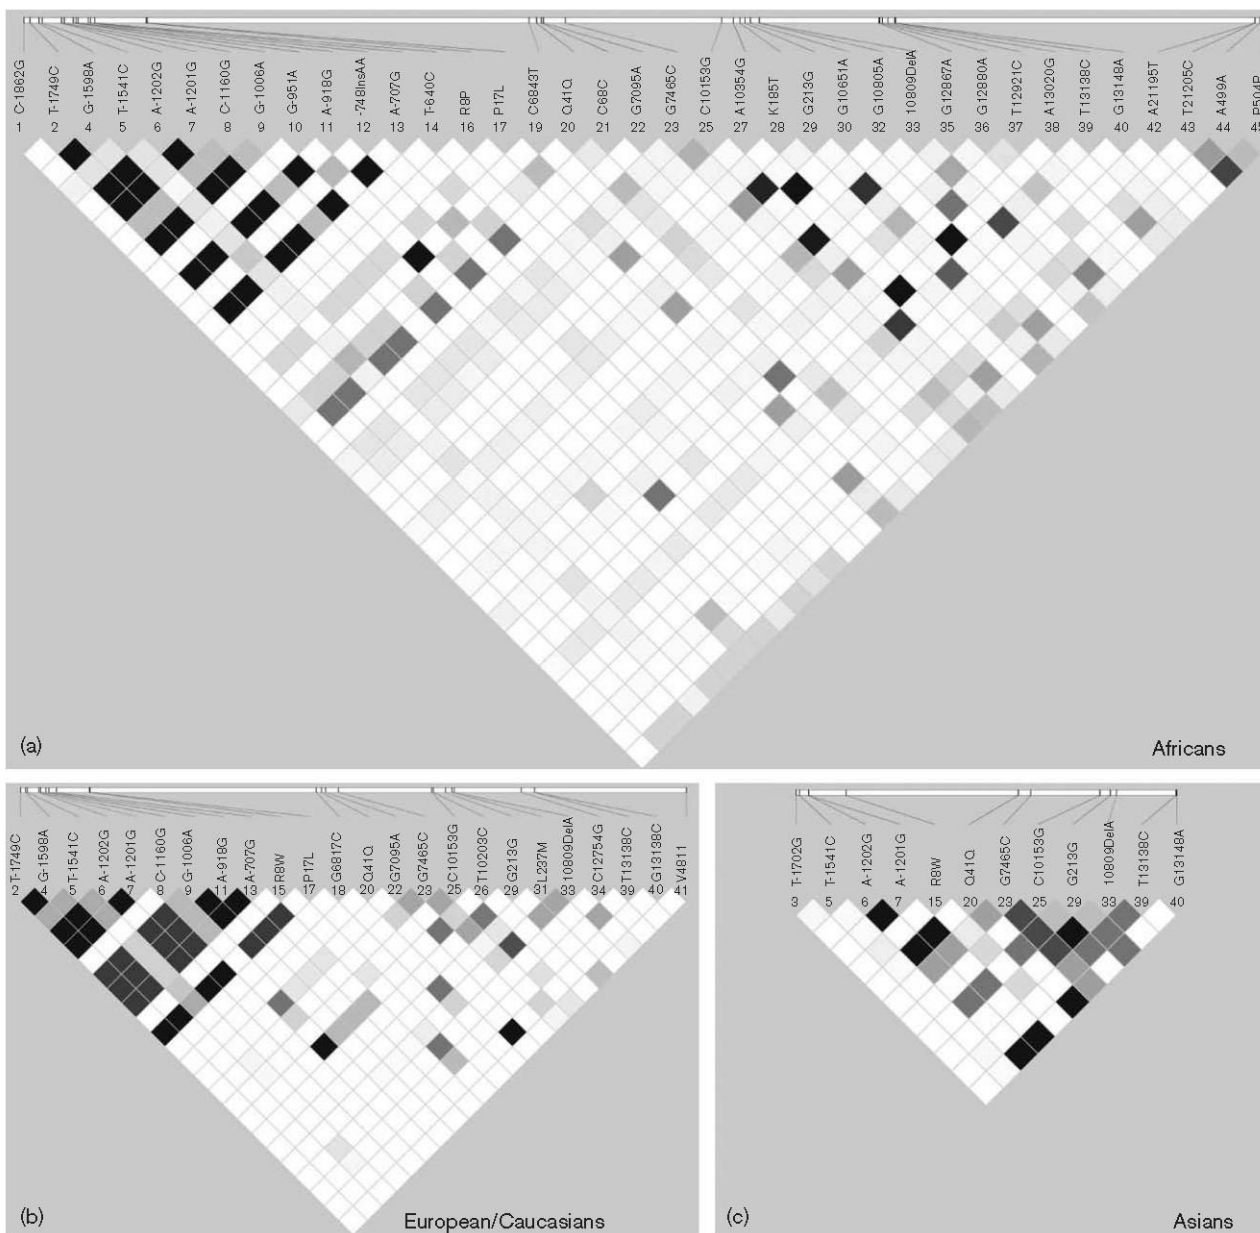 C-1862G T-1749C G-1598A T-1541C A-1202G A-1201G C-1160G G-1006A G-951A A-918G -748InsAA A-707G T-640C R8P P17L C6843T Q41Q C68C G7095A G7465C C10153G A10354G K185T G213G G10651A G10805A 10809DelA G12867A G12880A T12921C A13020G T13138C G13148A A21195T T21205C A499A P504P
1 2 4 5 6 7 8 9 10 11 12 13 14 16 17 19 20 21 22 23 25 27 28 29 30 32 33 35 36 37 38 39 40 42 43 44 45
(a)
Africans
T-1749C G-1598A T-1541C A-1202G A-1201G C-1160G G-1006A A-918G A-707G R8W P17L G6817C Q41Q G7095A G7465C C10153G T10203C G213G L237M 10809DelA C12754G T13138C G13138C V4811
2 4 5 6 7 8 9 11 13 15 17 18 20 22 23 25 26 29 31 33 34 39 40 41
(b)
European/Caucasians
T-1702G T-1541C A-1202G A-1201G R8W Q41Q G7465C C10153G G213G 10809DelA T13138C G13148A
3 5 6 7 15 20 23 25 29 33 39 40
(c)
Asians